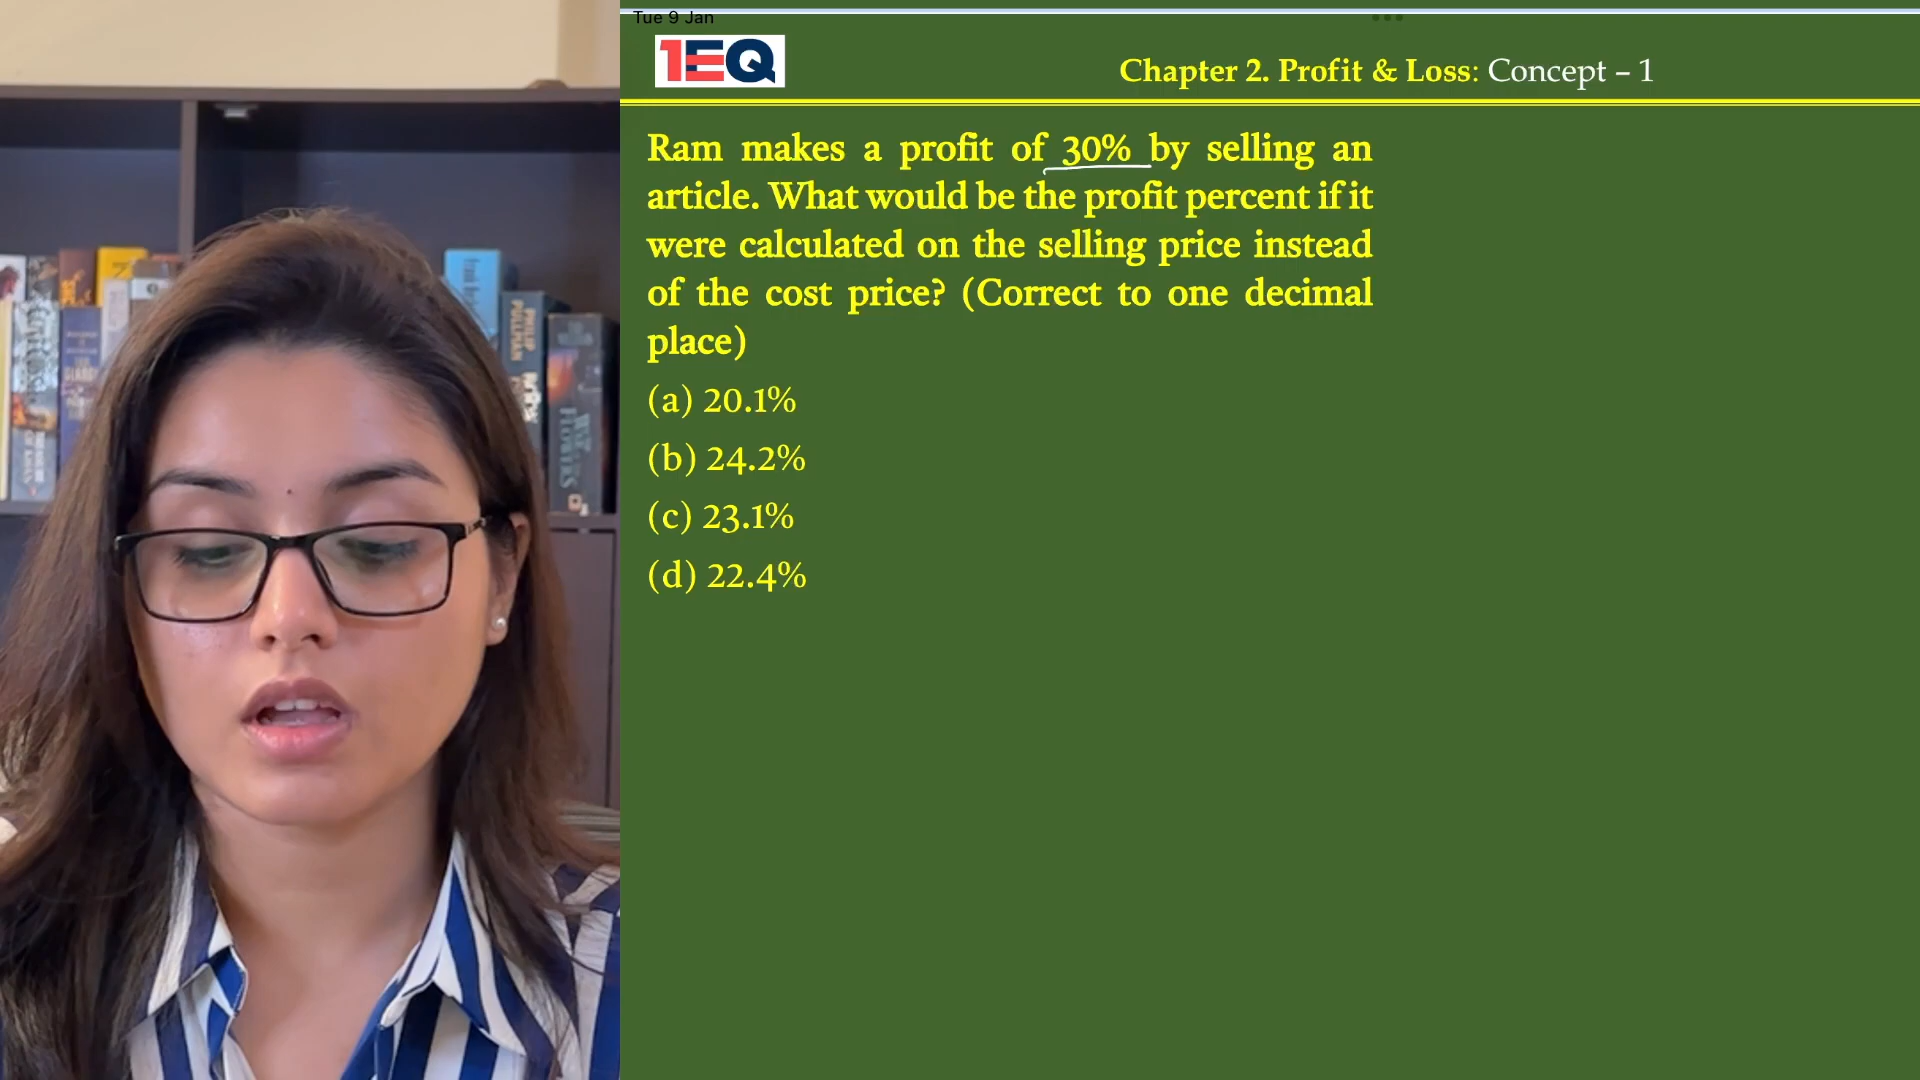 Tue 9 Jan
1EQ
Chapter 2. Profit & Loss: Concept – 1
Ram makes a profit of 30% by selling an
article. What would be the profit percent if it
were calculated on the selling price instead
of the cost price? (Correct to one decimal
place)
(a) 20.1%
(b) 24.2%
(c) 23.1%
(d) 22.4%
PHILIP
PULLMAN